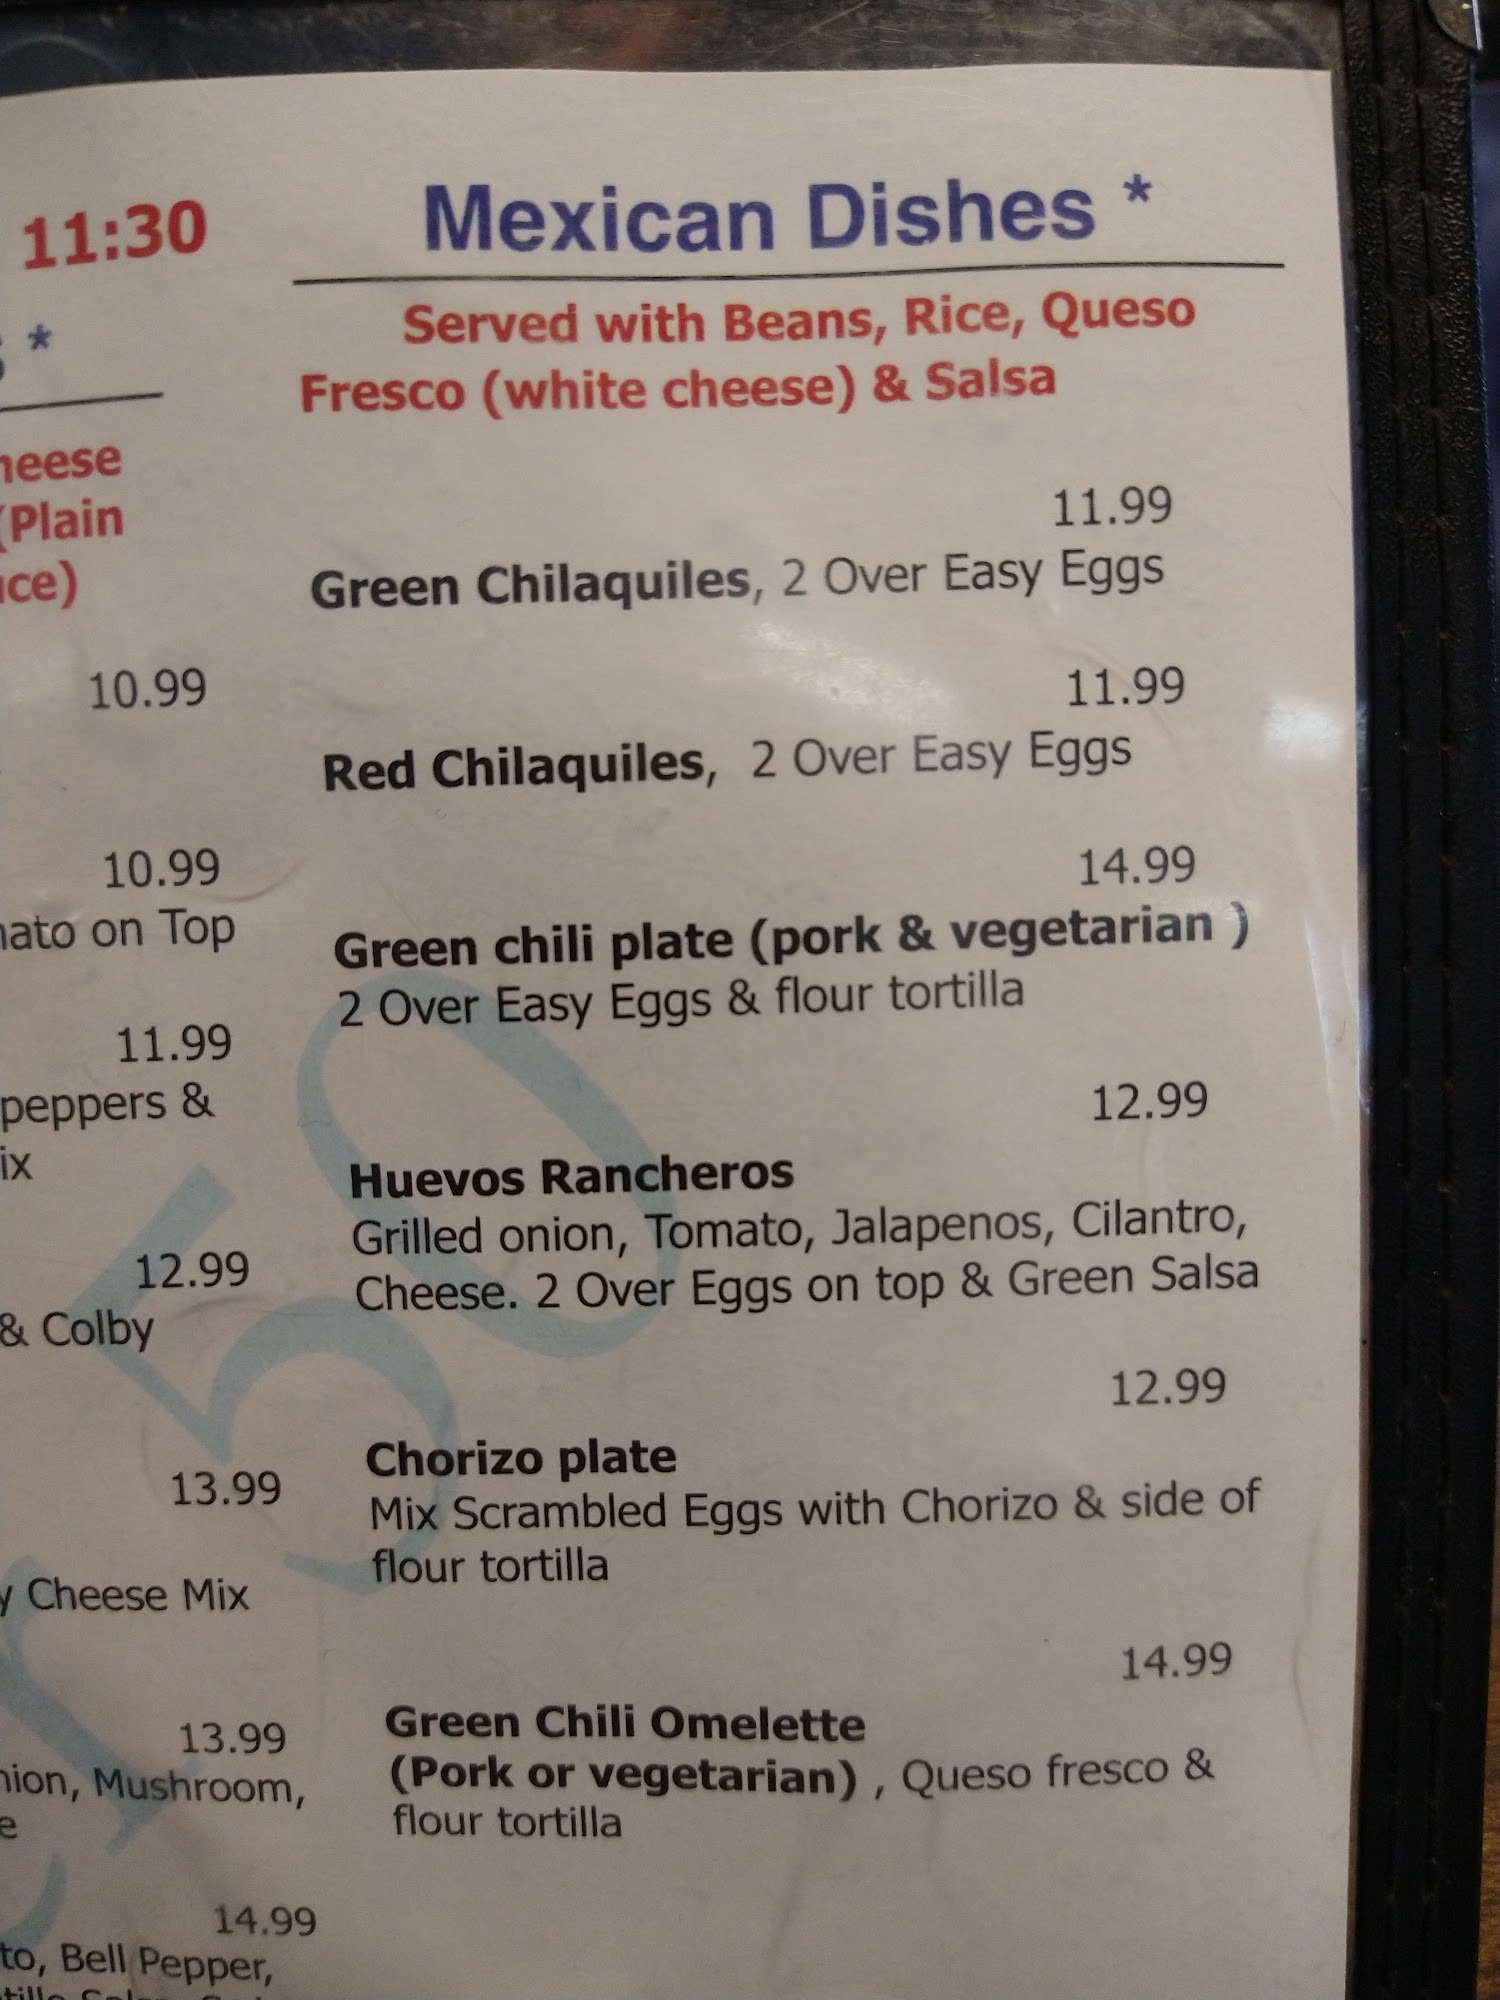 11:30
*
heese
(Plain
ce)
10.99
10.99
on Top
11.99
peppers &
ix
12.99
& Colby
13.99
Cheese Mix
13.99
nion, Mushroom,
e
14.99
to, Bell Pepper,
Mexican Dishes *
Served with Beans, Rice, Queso
Fresco (white cheese) & Salsa
11.99
Green Chilaquiles, 2 Over Easy Eggs
11.99
Red Chilaquiles, 2 Over Easy Eggs
14.99
Green chili plate (pork & vegetarian )
2 Over Easy Eggs & flour tortilla
12.99
Huevos Rancheros
Grilled onion, Tomato, Jalapenos, Cilantro,
Cheese. 2 Over Eggs on top & Green Salsa
12.99
Chorizo plate
Mix Scrambled Eggs with Chorizo & side of
flour tortilla
14.99
Green Chili Omelette
(Pork or vegetarian) , Queso fresco &
flour tortilla
50